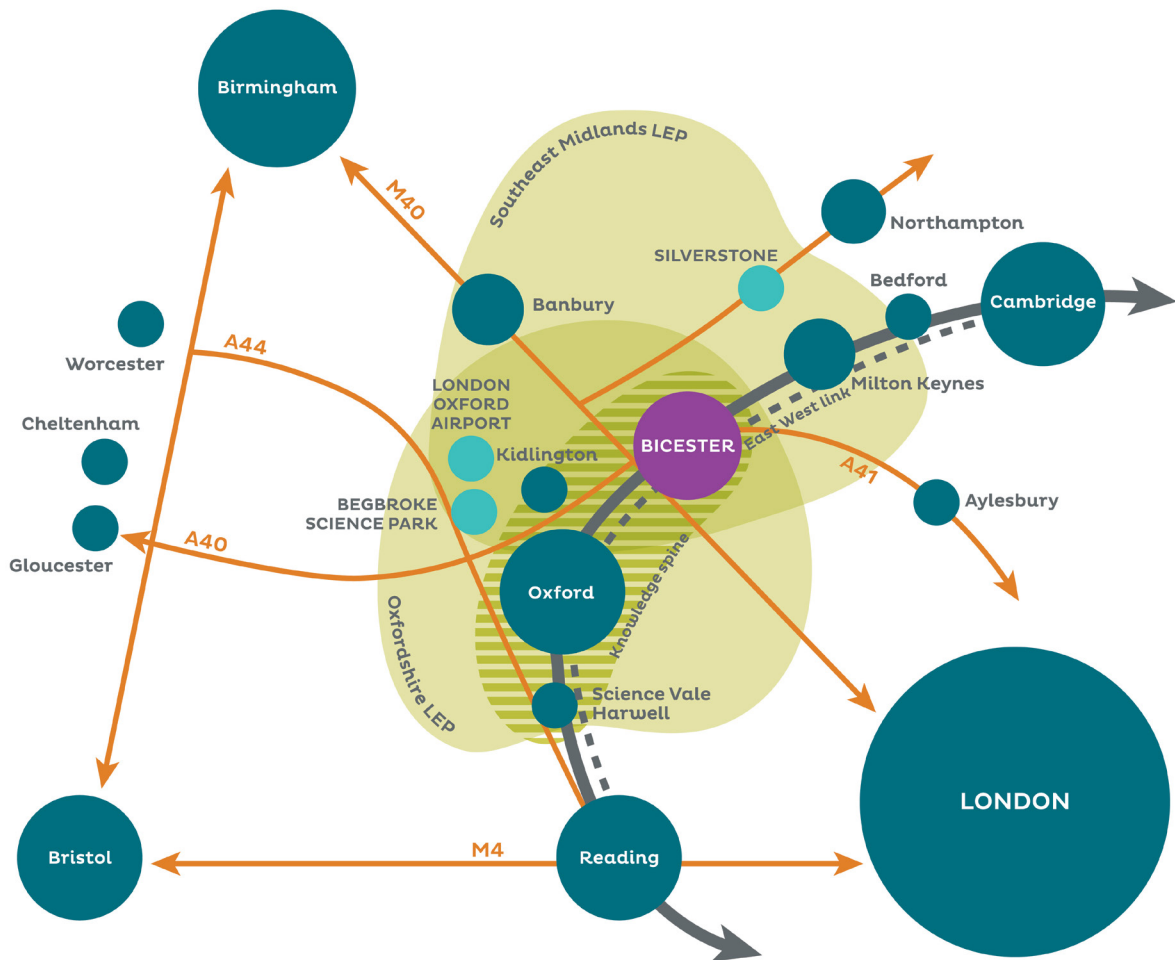 Birmingham
Southeast Midlands LEP
M40
Northampton
SILVERSTONE
Bedford
Cambridge
Banbury
Worcester
A44
LONDON
OXFORD
AIRPORT
Milton Keynes
East West link
Cheltenham
Kidlington
BICESTER
A41
Aylesbury
BEGBROKE
SCIENCE PARK
A40
Gloucester
Oxford
Knowledge spine
Oxfordshire LEP
Science Vale
Harwell
LONDON
Bristol
M4
Reading